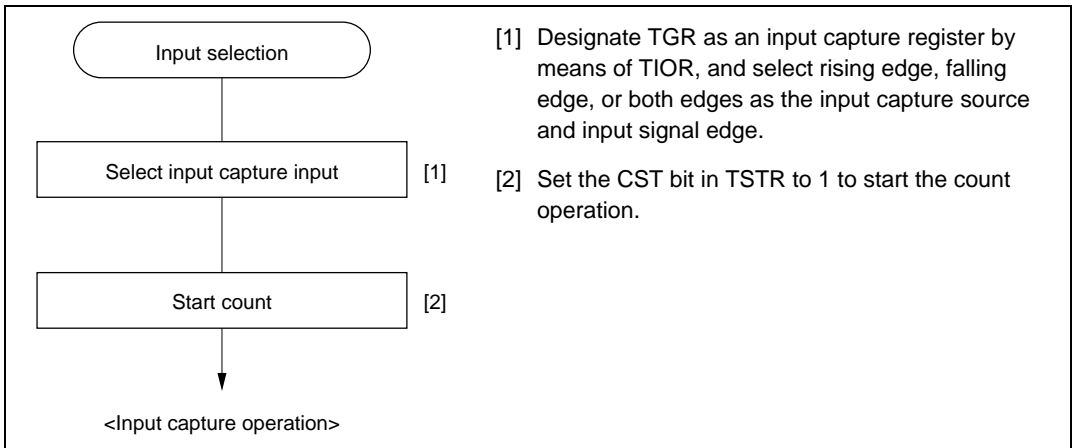 Input selection
Select input capture input
[1]
Start count
[2]
<Input capture operation>
[1] Designate TGR as an input capture register by
means of TIOR, and select rising edge, falling
edge, or both edges as the input capture source
and input signal edge.
[2] Set the CST bit in TSTR to 1 to start the count
operation.